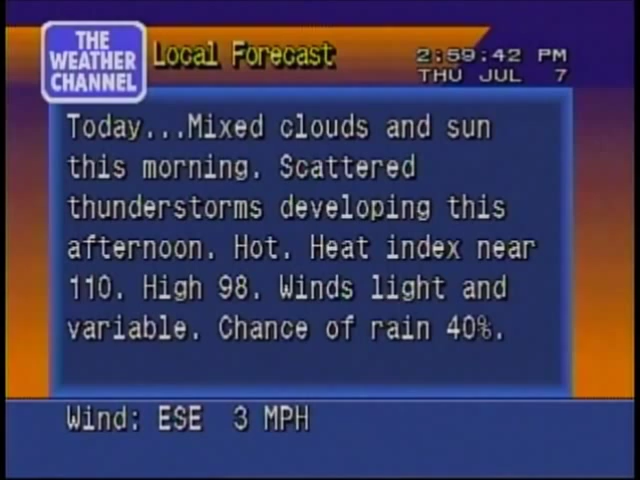 THE
WEATHER
CHANNEL
Local Forecast
2:59:42 PM
THU JUL 7
Today...Mixed clouds and sun
this morning. Scattered
thunderstorms developing this
afternoon. Hot. Heat index near
110. High 98. Winds light and
variable. Chance of rain 40%.
Wind: ESE 3 MPH